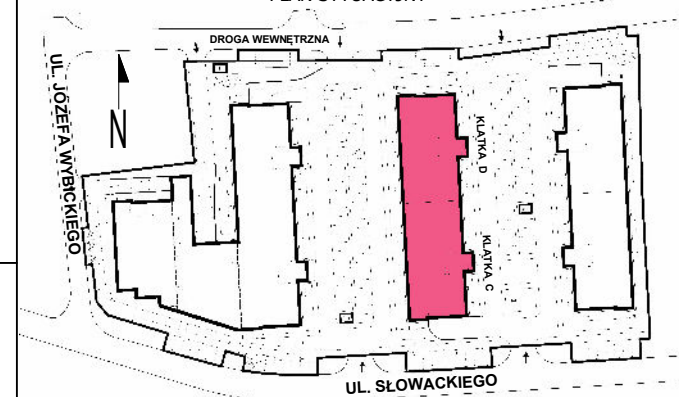 DROGA WEWNĘTRZNA
UL. JÓZEFA WYBICKIEGO
N
KLATKA D
KLATKA C
UL. SŁOWACKIEGO